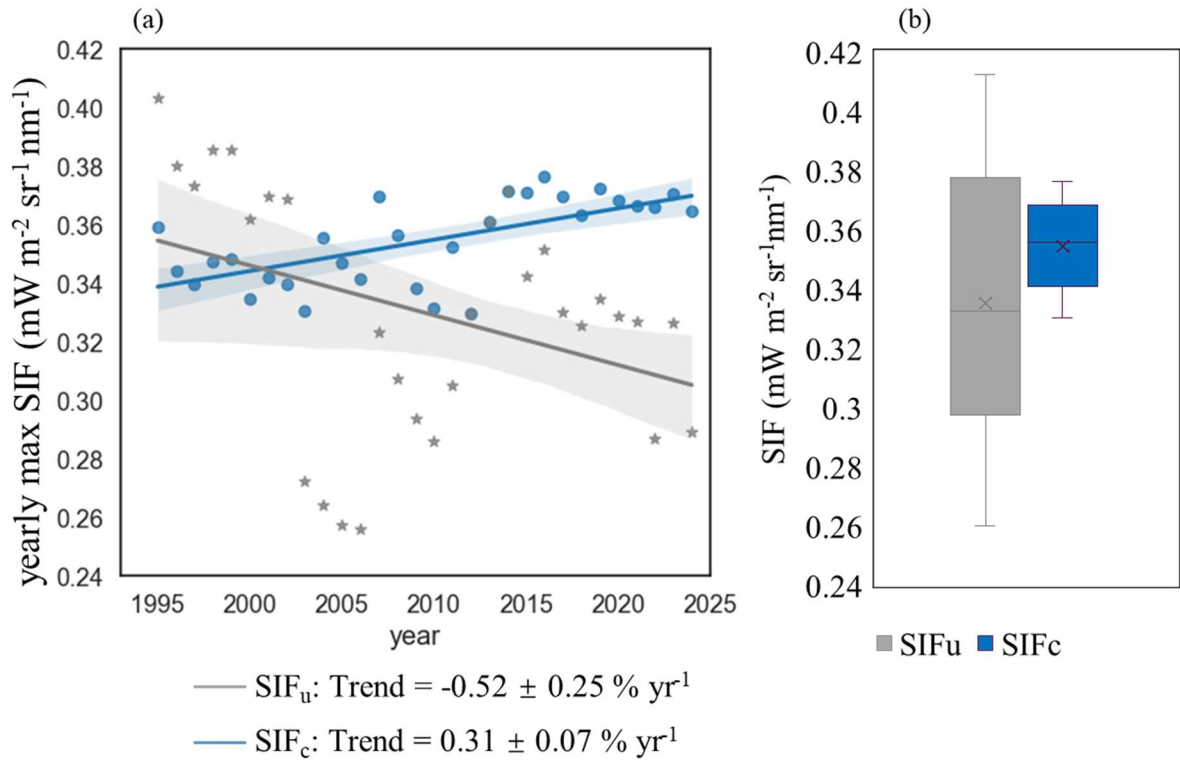 (a)
yearly max SIF (mW m-2 sr-1 nm-1)
0.42
0.40
0.38
0.36
0.34
0.32
0.30
0.28
0.26
0.24
1995 2000 2005 2010 2015 2020 2025
year
SIFu: Trend = -0.52 ± 0.25 % yr-1
SIFc: Trend = 0.31 ± 0.07 % yr-1
(b)
SIF (mW m-2 sr-1nm-1)
0.42
0.4
0.38
0.36
0.34
0.32
0.3
0.28
0.26
0.24
SIFu SIFc